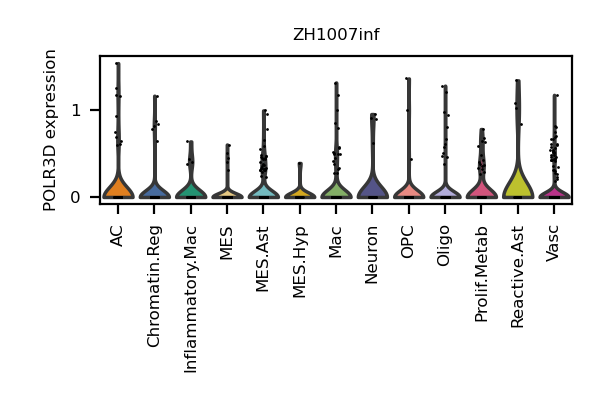 ZH1007inf
POLR3D expression
1
0
AC
Chromatin.Reg
Inflammatory.Mac
MES
MES.Ast
MES.Hyp
Mac
Neuron
OPC
Oligo
Prolif.Metab
Reactive.Ast
Vasc